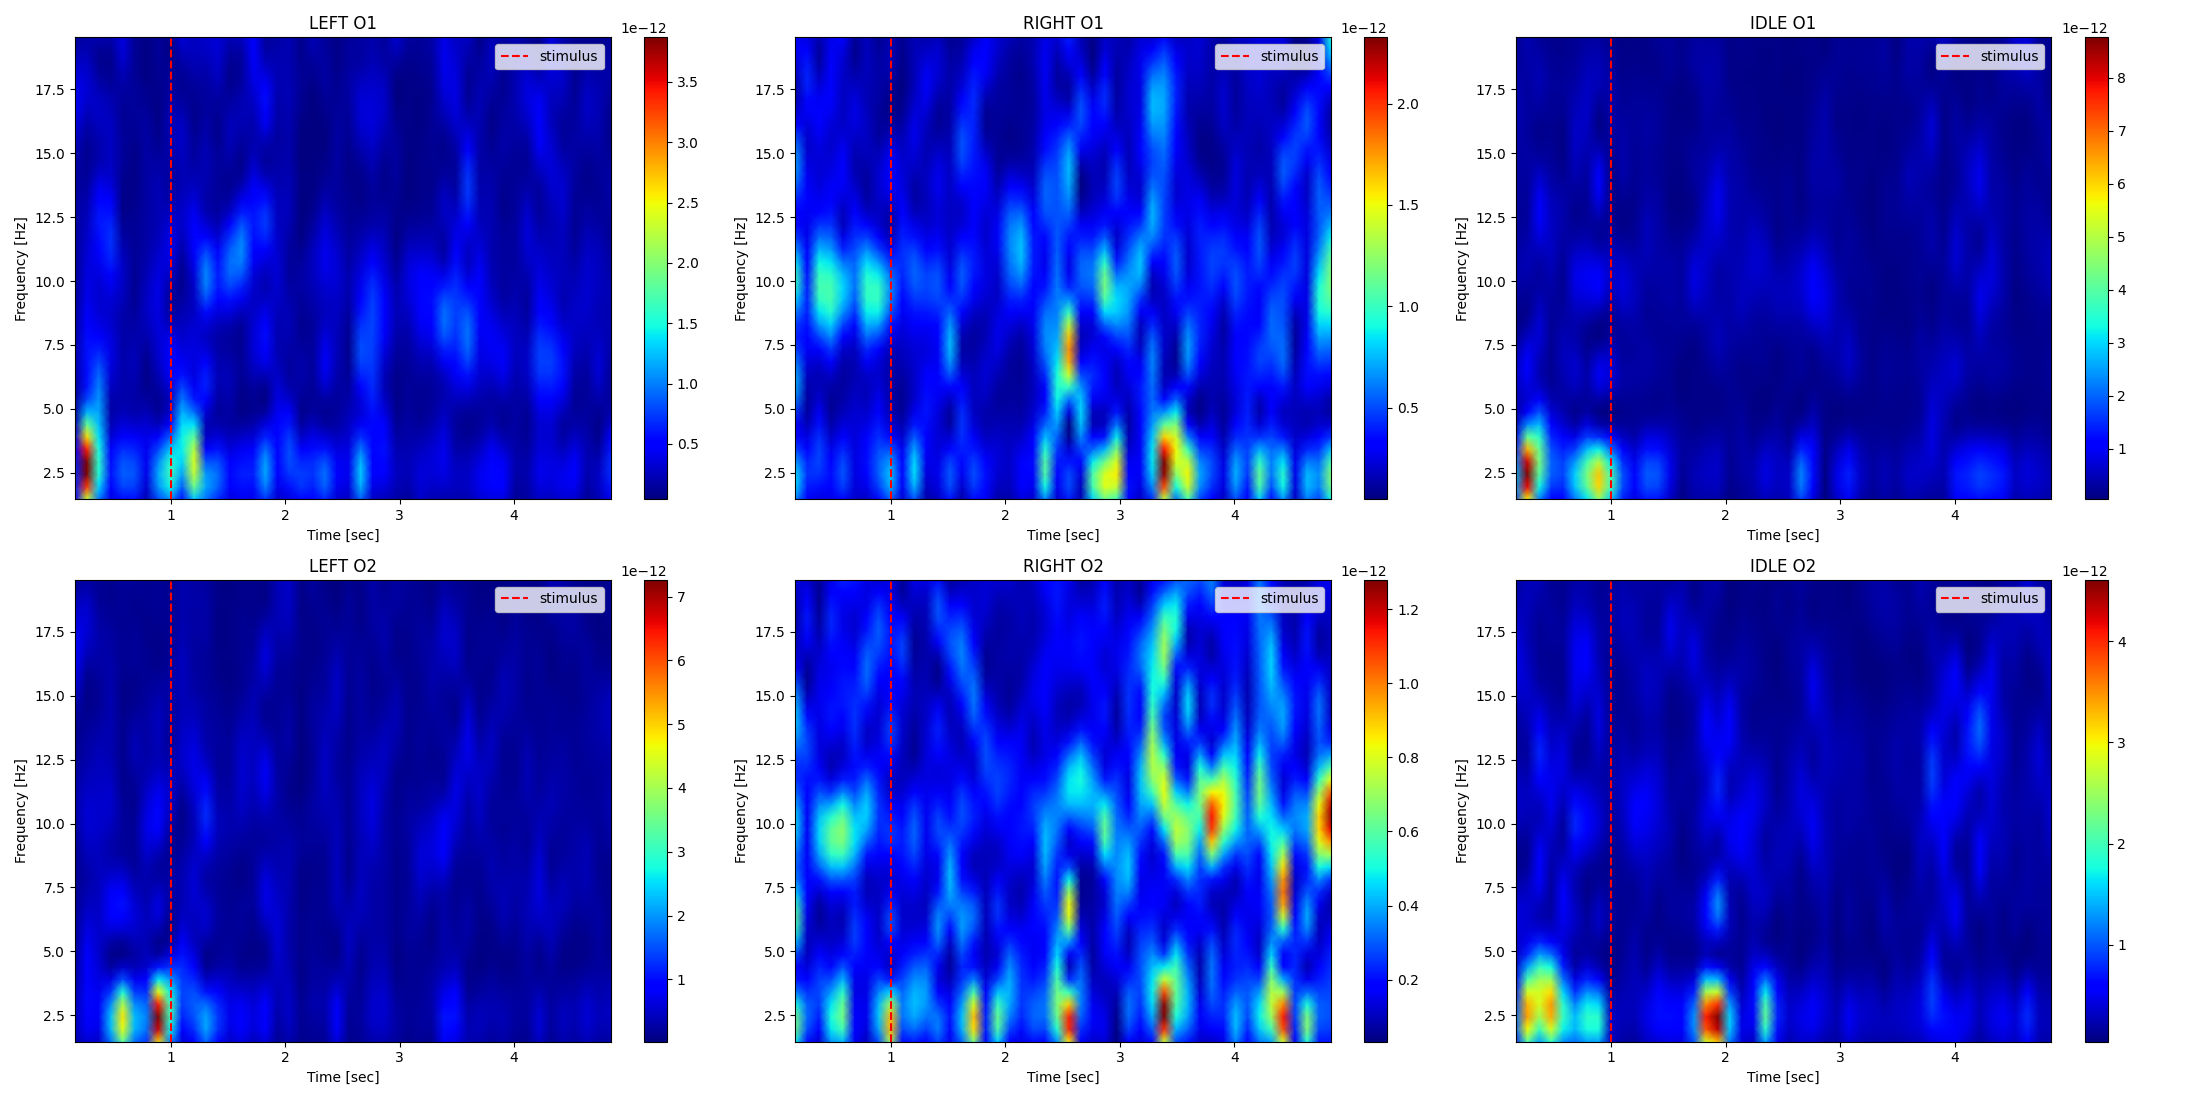 LEFT O1
1e−12
stimulus
17.5
15.0
12.5
10.0
7.5
5.0
2.5
Frequency [Hz]
1 2 3 4
Time [sec]
3.5
3.0
2.5
2.0
1.5
1.0
0.5
RIGHT O1
1e−12
stimulus
17.5
15.0
12.5
10.0
7.5
5.0
2.5
Frequency [Hz]
1 2 3 4
Time [sec]
2.0
1.5
1.0
0.5
IDLE O1
1e−12
stimulus
17.5
15.0
12.5
10.0
7.5
5.0
2.5
Frequency [Hz]
1 2 3 4
Time [sec]
8
7
6
5
4
3
2
1
LEFT O2
1e−12
stimulus
17.5
15.0
12.5
10.0
7.5
5.0
2.5
Frequency [Hz]
1 2 3 4
Time [sec]
7
6
5
4
3
2
1
RIGHT O2
1e−12
stimulus
17.5
15.0
12.5
10.0
7.5
5.0
2.5
Frequency [Hz]
1 2 3 4
Time [sec]
1.2
1.0
0.8
0.6
0.4
0.2
IDLE O2
1e−12
stimulus
17.5
15.0
12.5
10.0
7.5
5.0
2.5
Frequency [Hz]
1 2 3 4
Time [sec]
4
3
2
1